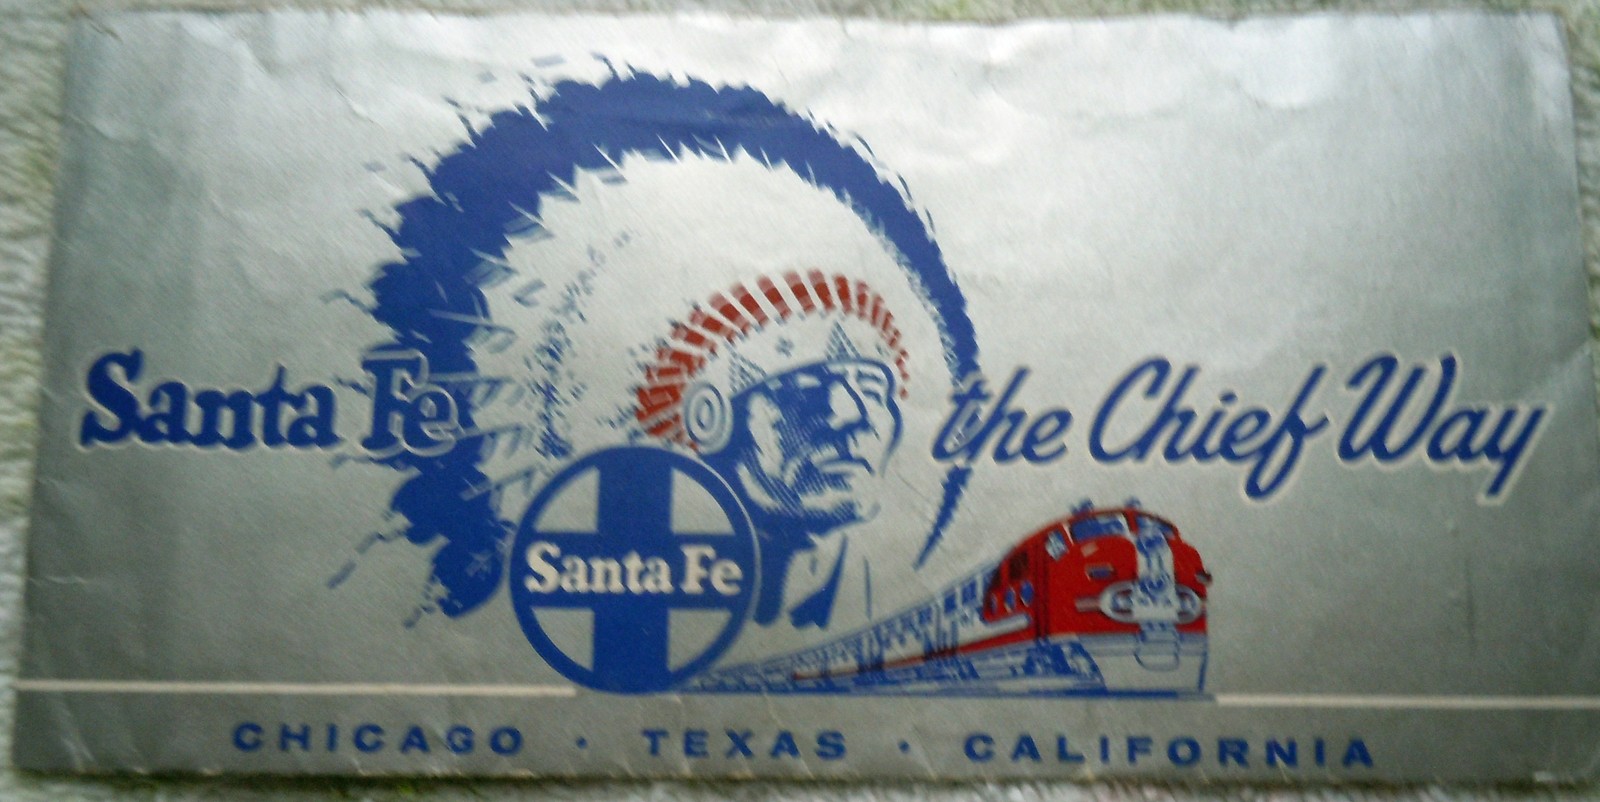 Santa Fe the Chief Way
Santa Fe
CHICAGO · TEXAS · CALIFORNIA